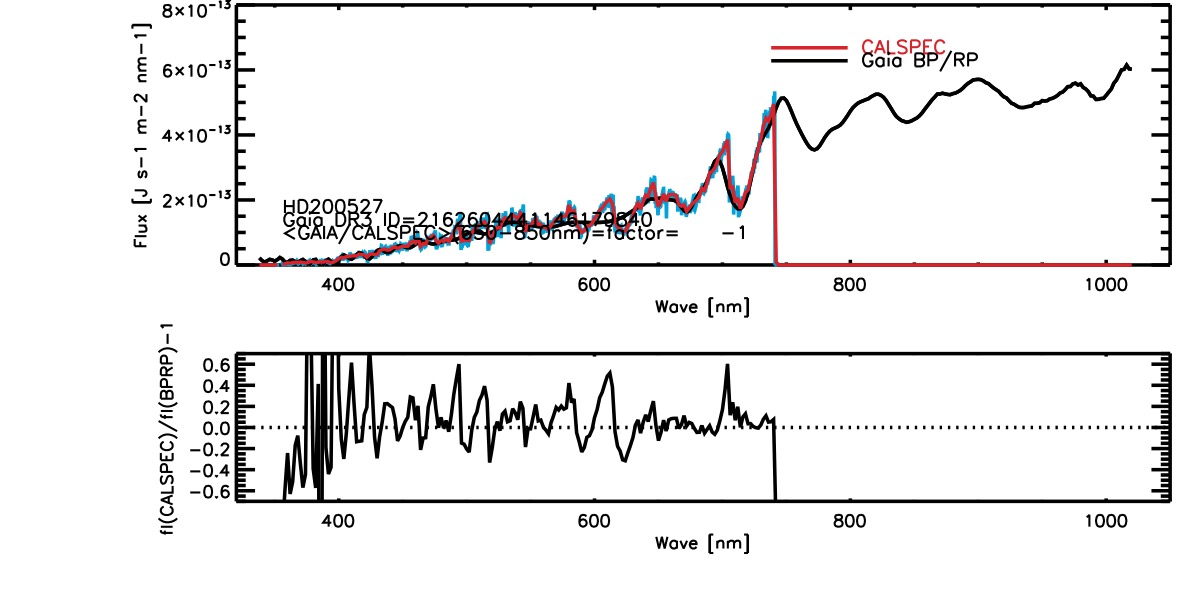 8×10-13
6×10-13
4×10-13
2×10-13
0
Flux [J s-1 m-2 nm-1]
CALSPEC
Gaia BP/RP
HD200527
Gaia DR3
<GAIA/CALSPEC>(650-850nm)=factor= -1
400 600 800 1000
Wave [nm]
0.6
0.4
0.2
0.0
-0.2
-0.4
-0.6
fl(CALSPEC)/fl(BPRP)-1
400 600 800 1000
Wave [nm]